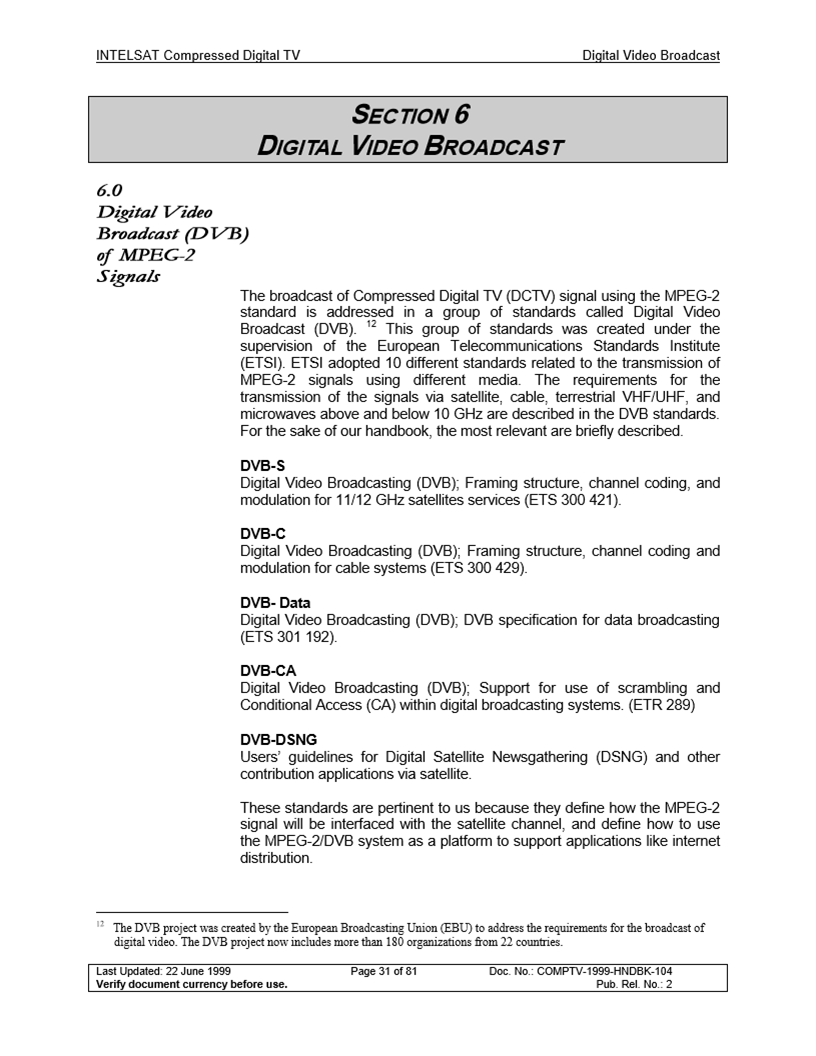 INTELSAT Compressed Digital TV Digital Video Broadcast
SECTION 6
DIGITAL VIDEO BROADCAST
6.0
Digital Video
Broadcast (DVB)
of MPEG-2
Signals
The broadcast of Compressed Digital TV (DCTV) signal using the MPEG-2
standard is addressed in a group of standards called Digital Video
Broadcast (DVB). 12 This group of standards was created under the
supervision of the European Telecommunications Standards Institute
(ETSI). ETSI adopted 10 different standards related to the transmission of
MPEG-2 signals using different media. The requirements for the
transmission of the signals via satellite, cable, terrestrial VHF/UHF, and
microwaves above and below 10 GHz are described in the DVB standards.
For the sake of our handbook, the most relevant are briefly described.
DVB-S
Digital Video Broadcasting (DVB); Framing structure, channel coding, and
modulation for 11/12 GHz satellites services (ETS 300 421).
DVB-C
Digital Video Broadcasting (DVB); Framing structure, channel coding and
modulation for cable systems (ETS 300 429).
DVB- Data
Digital Video Broadcasting (DVB); DVB specification for data broadcasting
(ETS 301 192).
DVB-CA
Digital Video Broadcasting (DVB); Support for use of scrambling and
Conditional Access (CA) within digital broadcasting systems. (ETR 289)
DVB-DSNG
Users' guidelines for Digital Satellite Newsgathering (DSNG) and other
contribution applications via satellite.
These standards are pertinent to us because they define how the MPEG-2
signal will be interfaced with the satellite channel, and define how to use
the MPEG-2/DVB system as a platform to support applications like internet
distribution.
12 The DVB project was created by the European Broadcasting Union (EBU) to address the requirements for the broadcast of
digital video. The DVB project now includes more than 180 organizations from 22 countries.
Last Updated: 22 June 1999 Page 31 of 81 Doc. No.: COMPTV-1999-HNDBK-104
Verify document currency before use. Pub. Rel. No.: 2